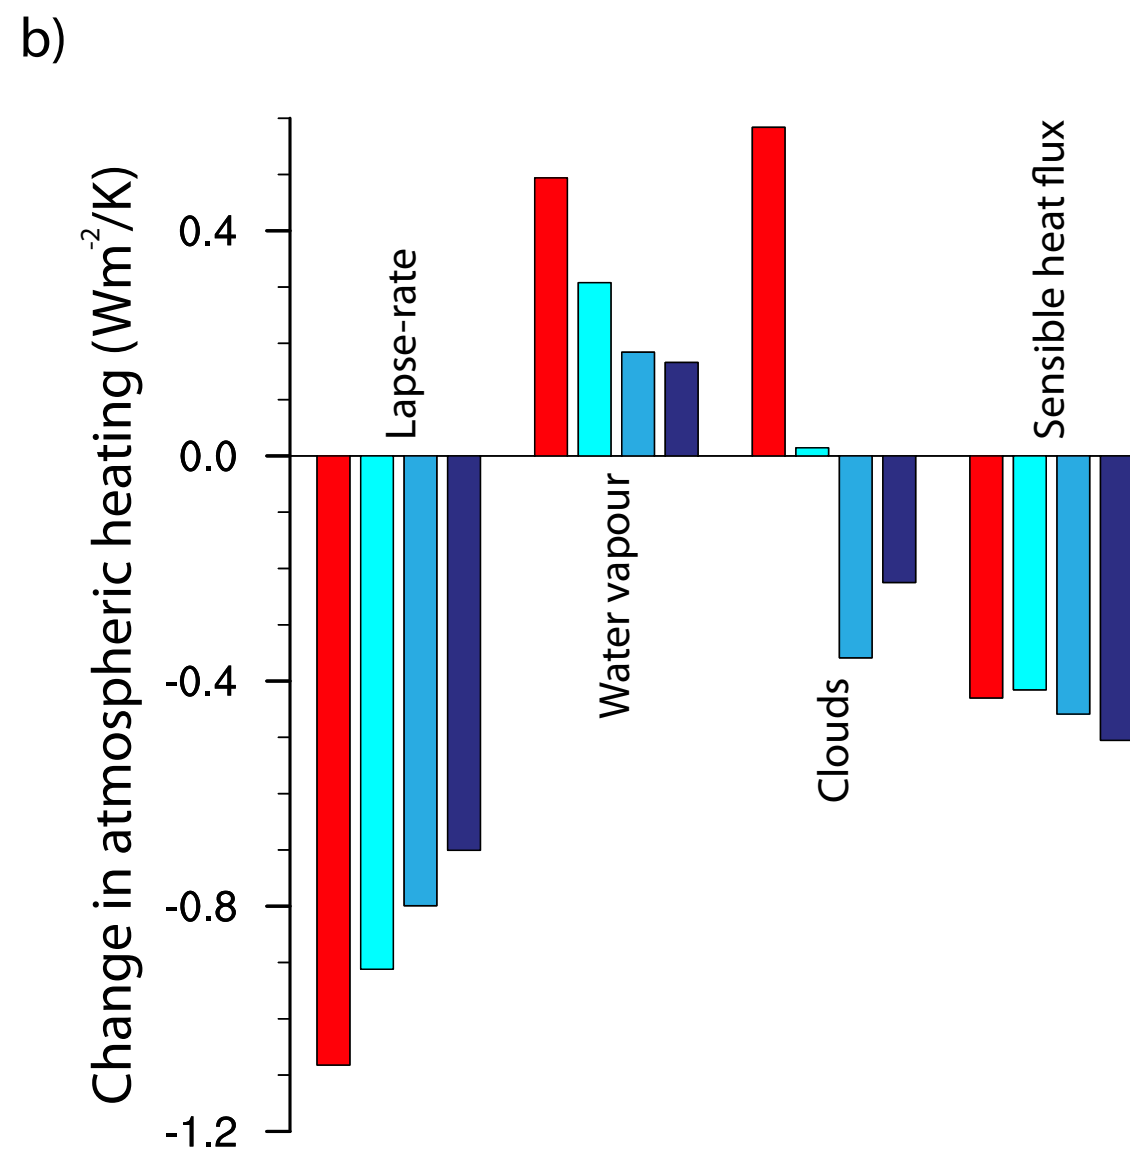 b)
Change in atmospheric heating (Wm⁻²/K)
0.4
0.0
-0.4
-0.8
-1.2
Lapse-rate
Water vapour
Clouds
Sensible heat flux